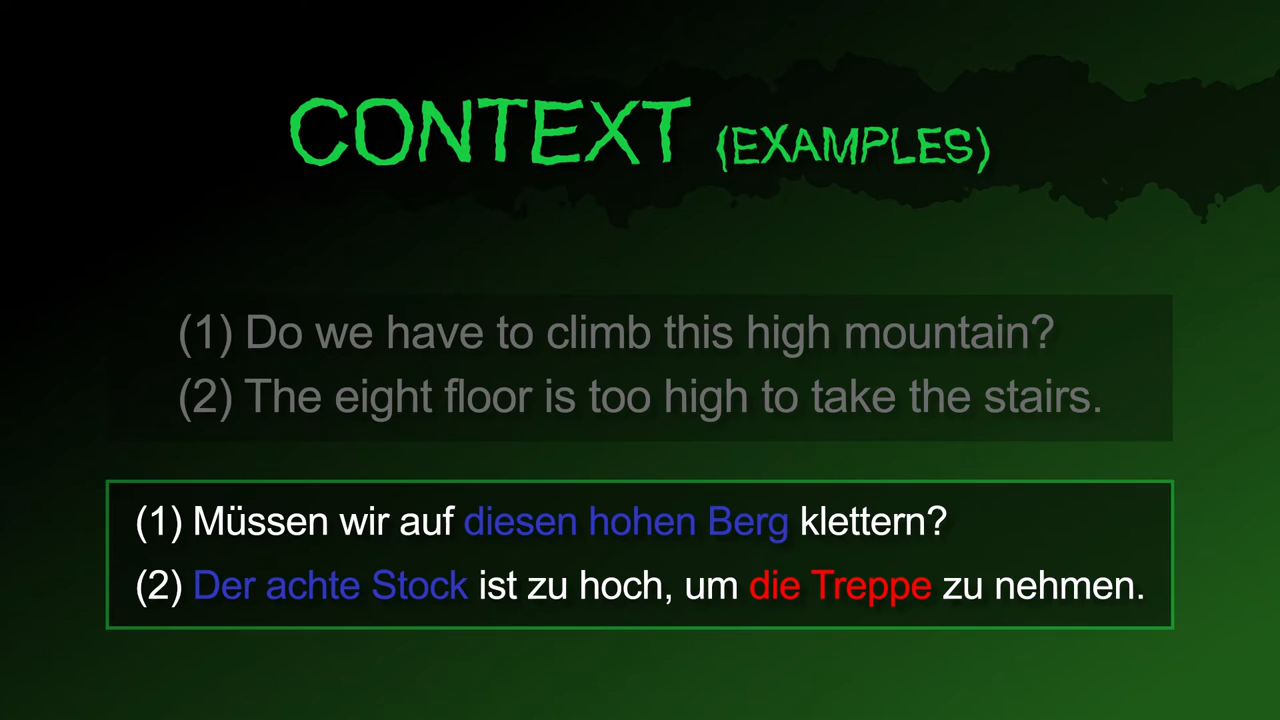 CONTEXT (EXAMPLES)
(1) Do we have to climb this high mountain?
(2) The eight floor is too high to take the stairs.
(1) Müssen wir auf diesen hohen Berg klettern?
(2) Der achte Stock ist zu hoch, um die Treppe zu nehmen.